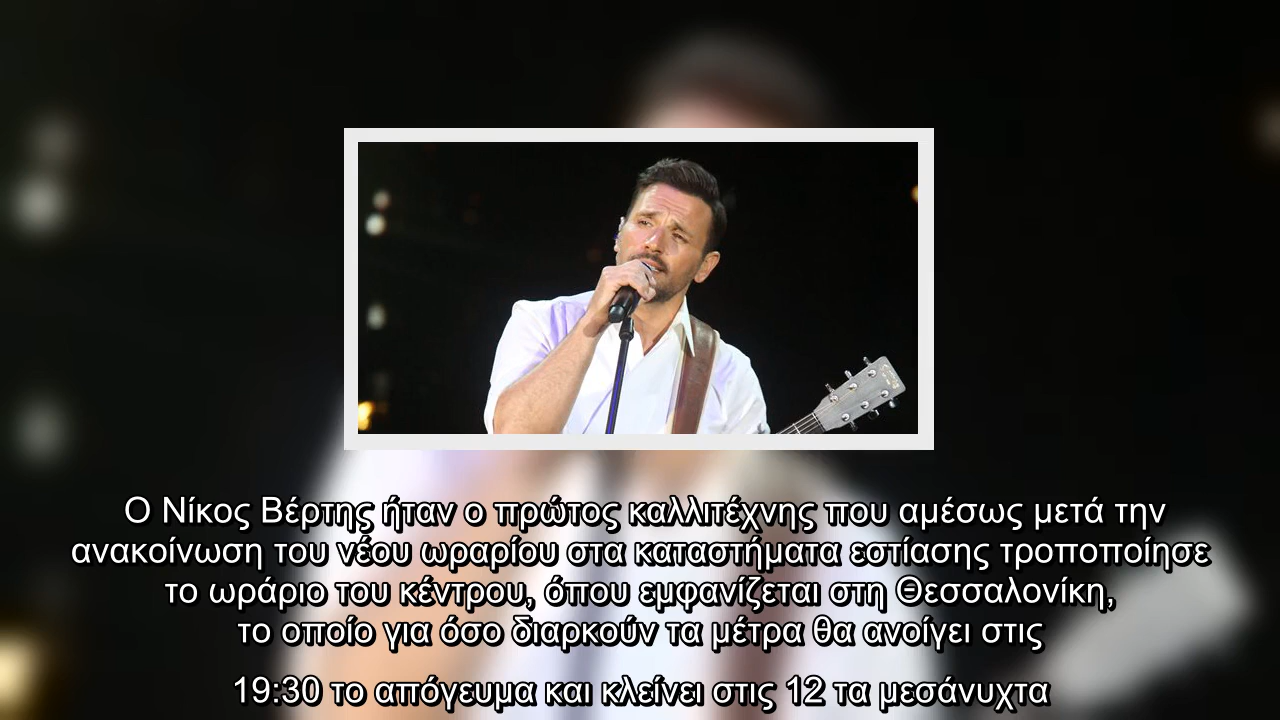 Ο Νίκος Βέρτης ήταν ο πρώτος καλλιτέχνης που αμέσως μετά την
ανακοίνωση του νέου ωραρίου στα καταστήματα εστίασης τροποποίησε
το ωράριο του κέντρου, όπου εμφανίζεται στη Θεσσαλονίκη,
το οποίο για όσο διαρκούν τα μέτρα θα ανοίγει στις
19:30 το απόγευμα και κλείνει στις 12 τα μεσάνυχτα